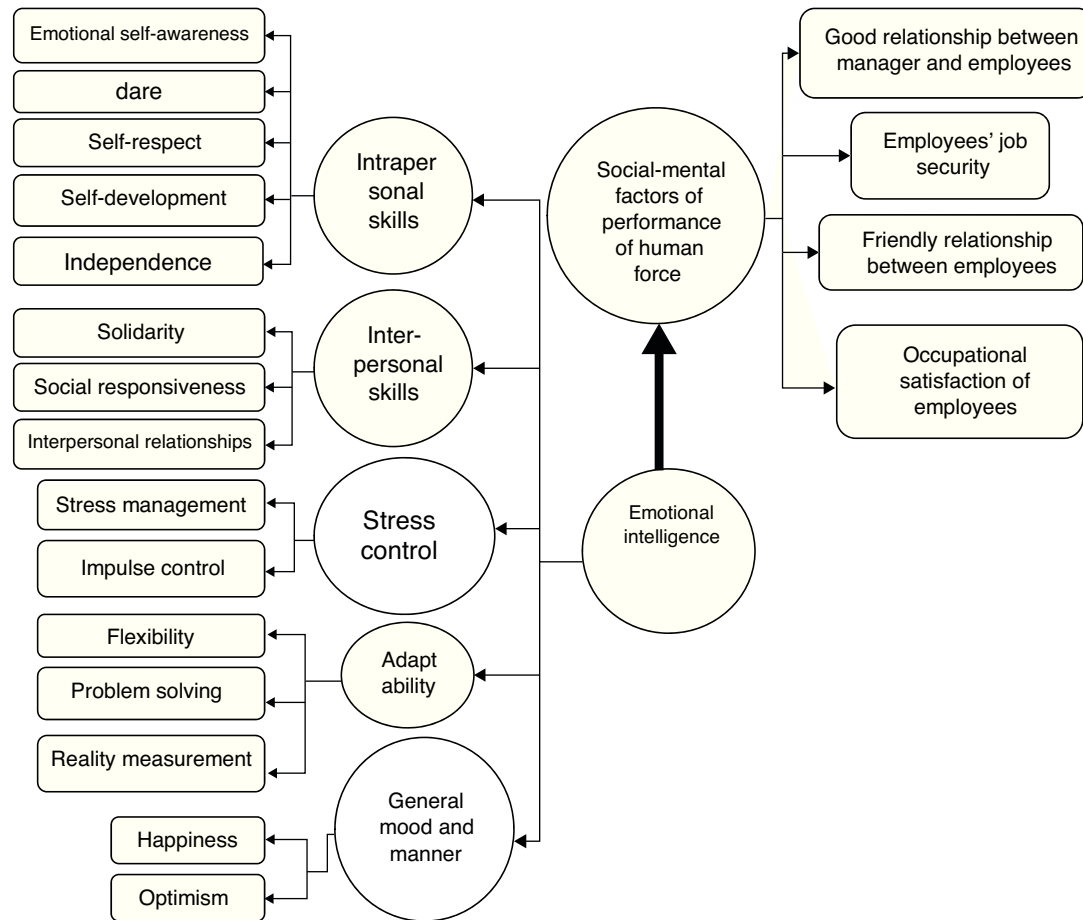 Emotional self-awareness
dare
Self-respect
Self-development
Independence
Solidarity
Social responsiveness
Interpersonal relationships
Stress management
Impulse control
Flexibility
Problem solving
Reality measurement
Happiness
Optimism
Intraper
sonal
skills
Inter-
personal
skills
Stress
control
Adapt
ability
General
mood and
manner
Social-mental
factors of
performance
of human
force
Emotional
intelligence
Good relationship between
manager and employees
Employees' job
security
Friendly relationship
between employees
Occupational
satisfaction of
employees